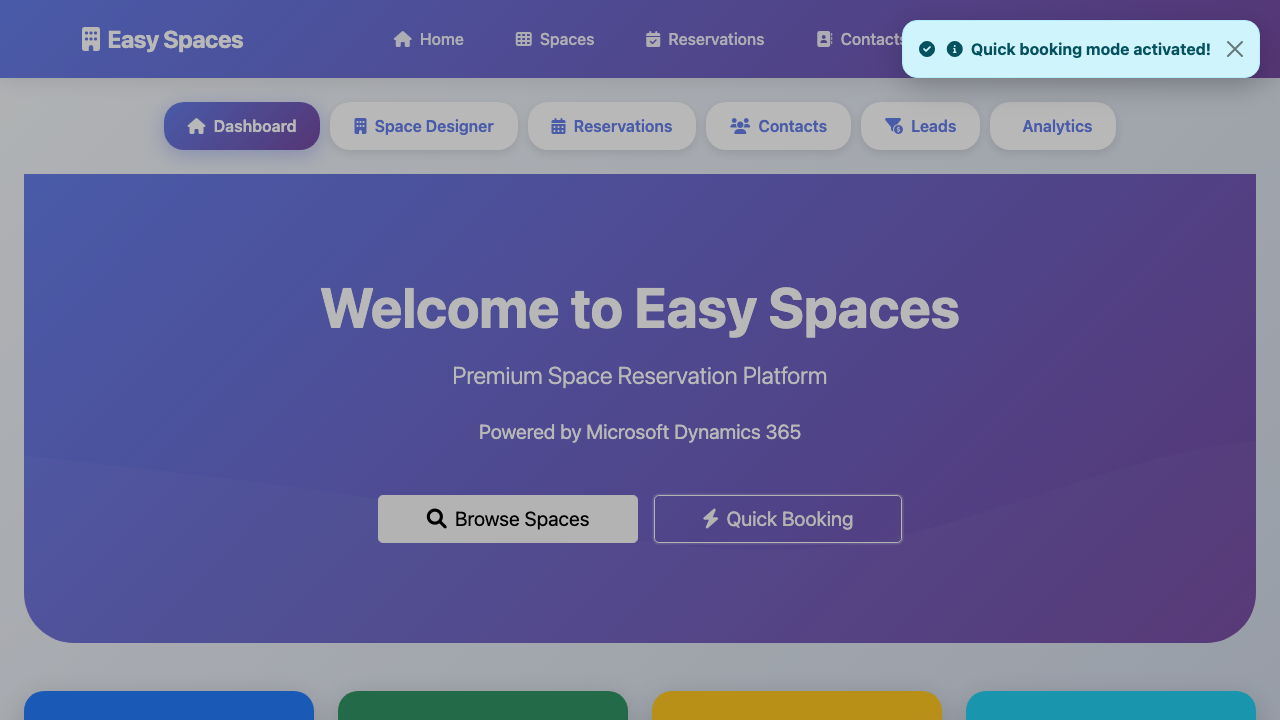 Easy Spaces
Home
Spaces
Reservations
Contacts
Quick booking mode activated!
Dashboard
Space Designer
Reservations
Contacts
Leads
Analytics
Welcome to Easy Spaces
Premium Space Reservation Platform
Powered by Microsoft Dynamics 365
Browse Spaces
Quick Booking